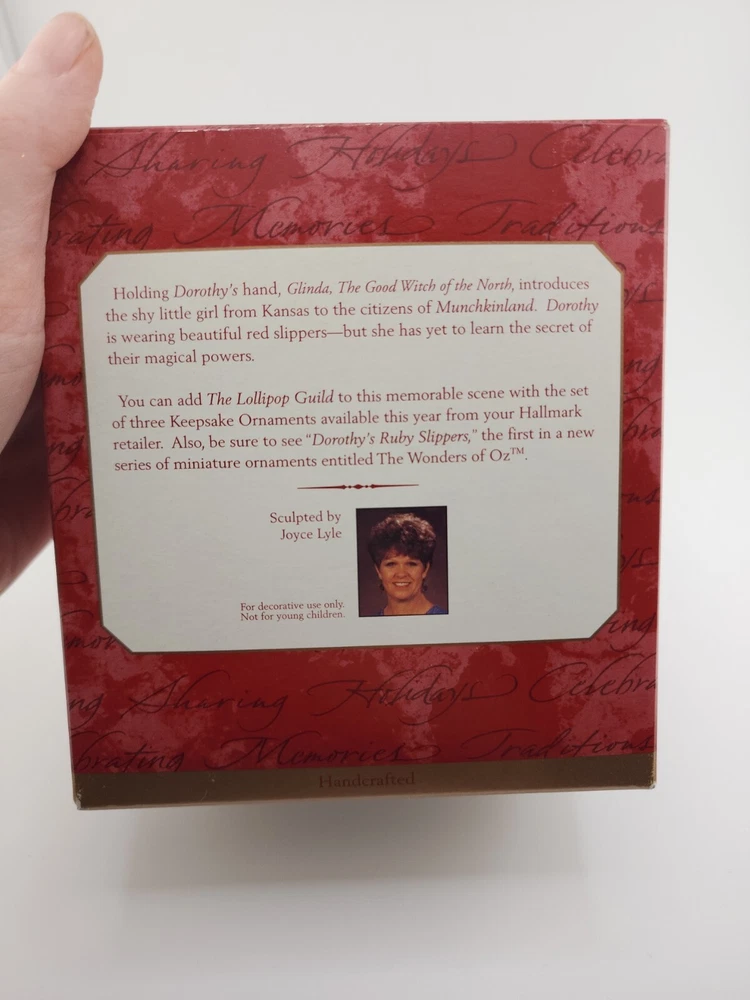 Sharing Holidays Celebra
rating Memories Traditions
Holding Dorothy's hand, Glinda, The Good Witch of the North, introduces
the shy little girl from Kansas to the citizens of Munchkinland. Dorothy
is wearing beautiful red slippers—but she has yet to learn the secret of
their magical powers.
You can add The Lollipop Guild to this memorable scene with the set
of three Keepsake Ornaments available this year from your Hallmark
retailer. Also, be sure to see "Dorothy's Ruby Slippers," the first in a new
series of miniature ornaments entitled The Wonders of Oz™.
Sculpted by
Joyce Lyle
For decorative use only.
Not for young children.
ng Sharing Holidays Celebra
brating Memories Traditions
Handcrafted